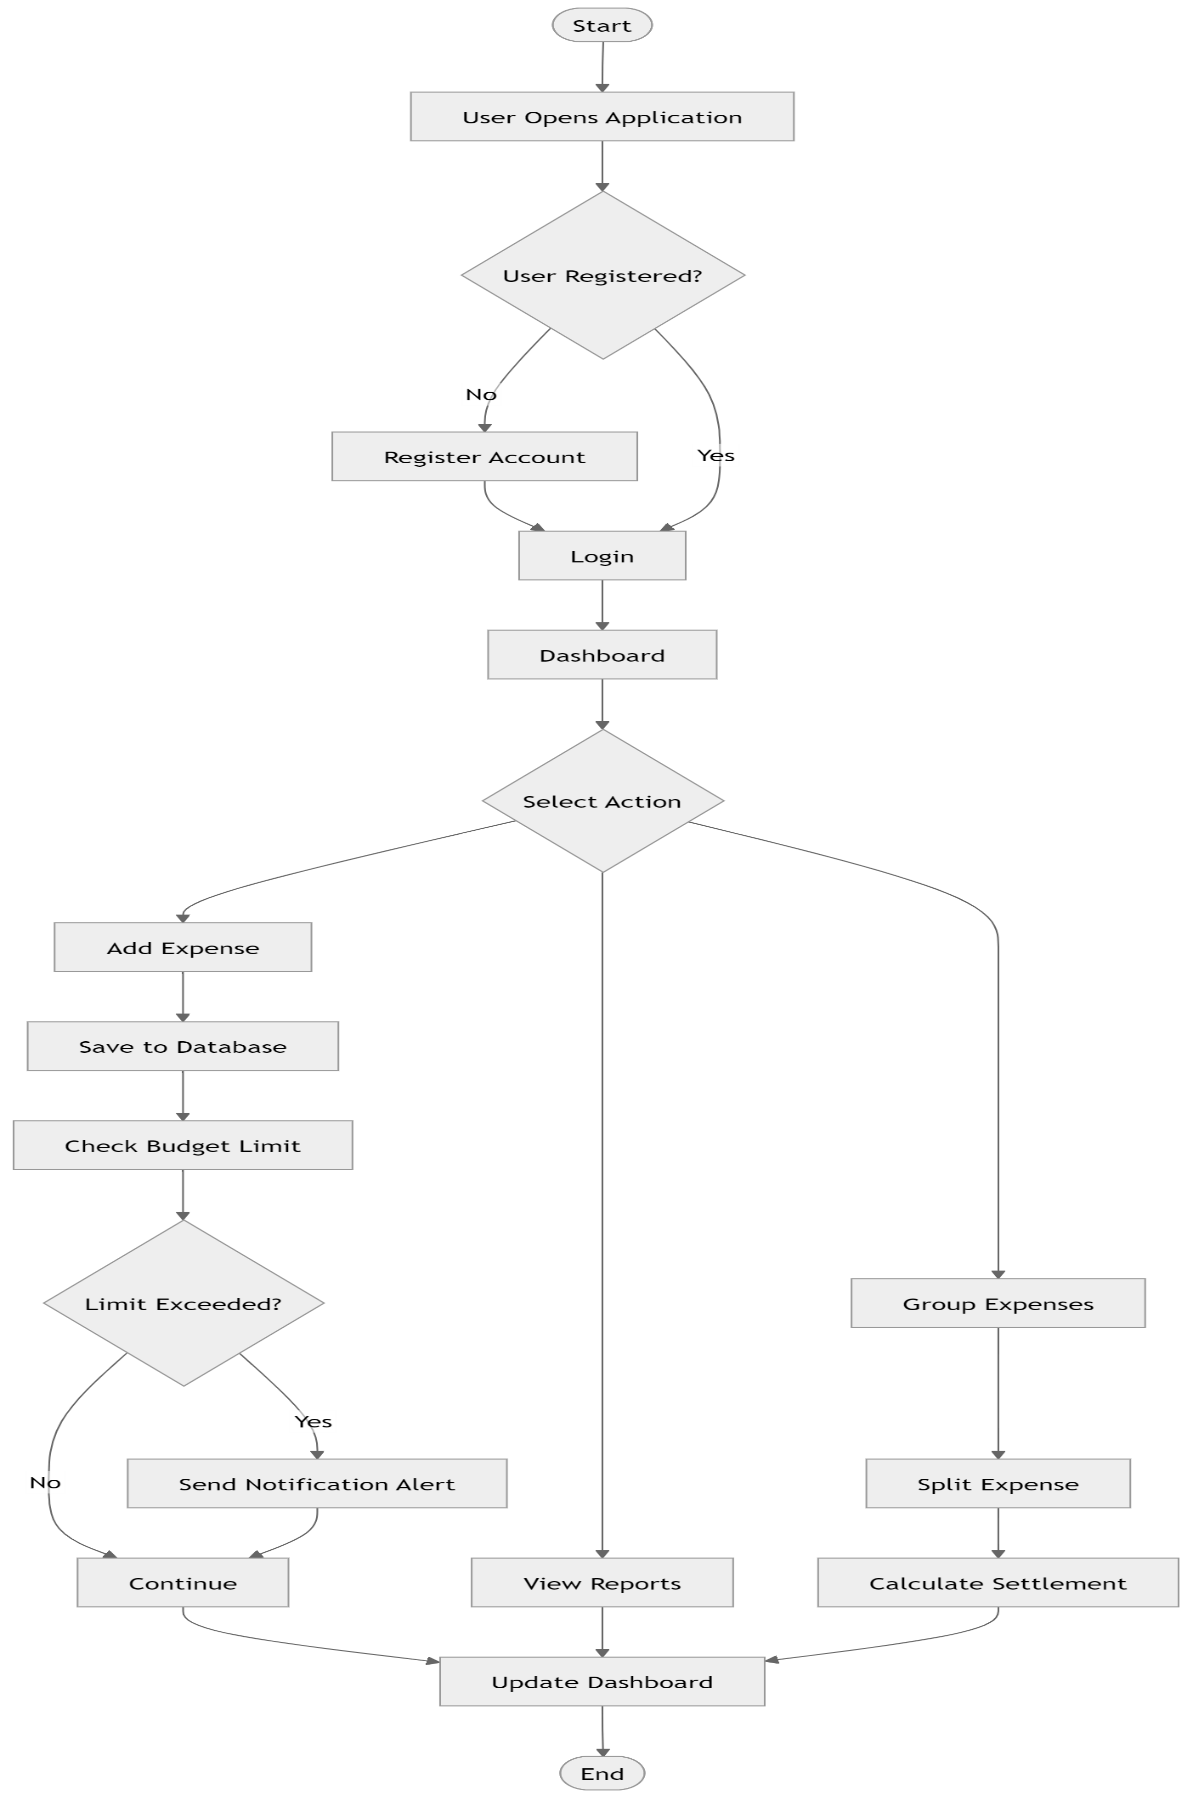 Start
User Opens Application
User Registered?
No
Yes
Register Account
Login
Dashboard
Select Action
Add Expense
Save to Database
Check Budget Limit
Limit Exceeded?
Group Expenses
Yes
No
Send Notification Alert
Split Expense
Continue
View Reports
Calculate Settlement
Update Dashboard
End